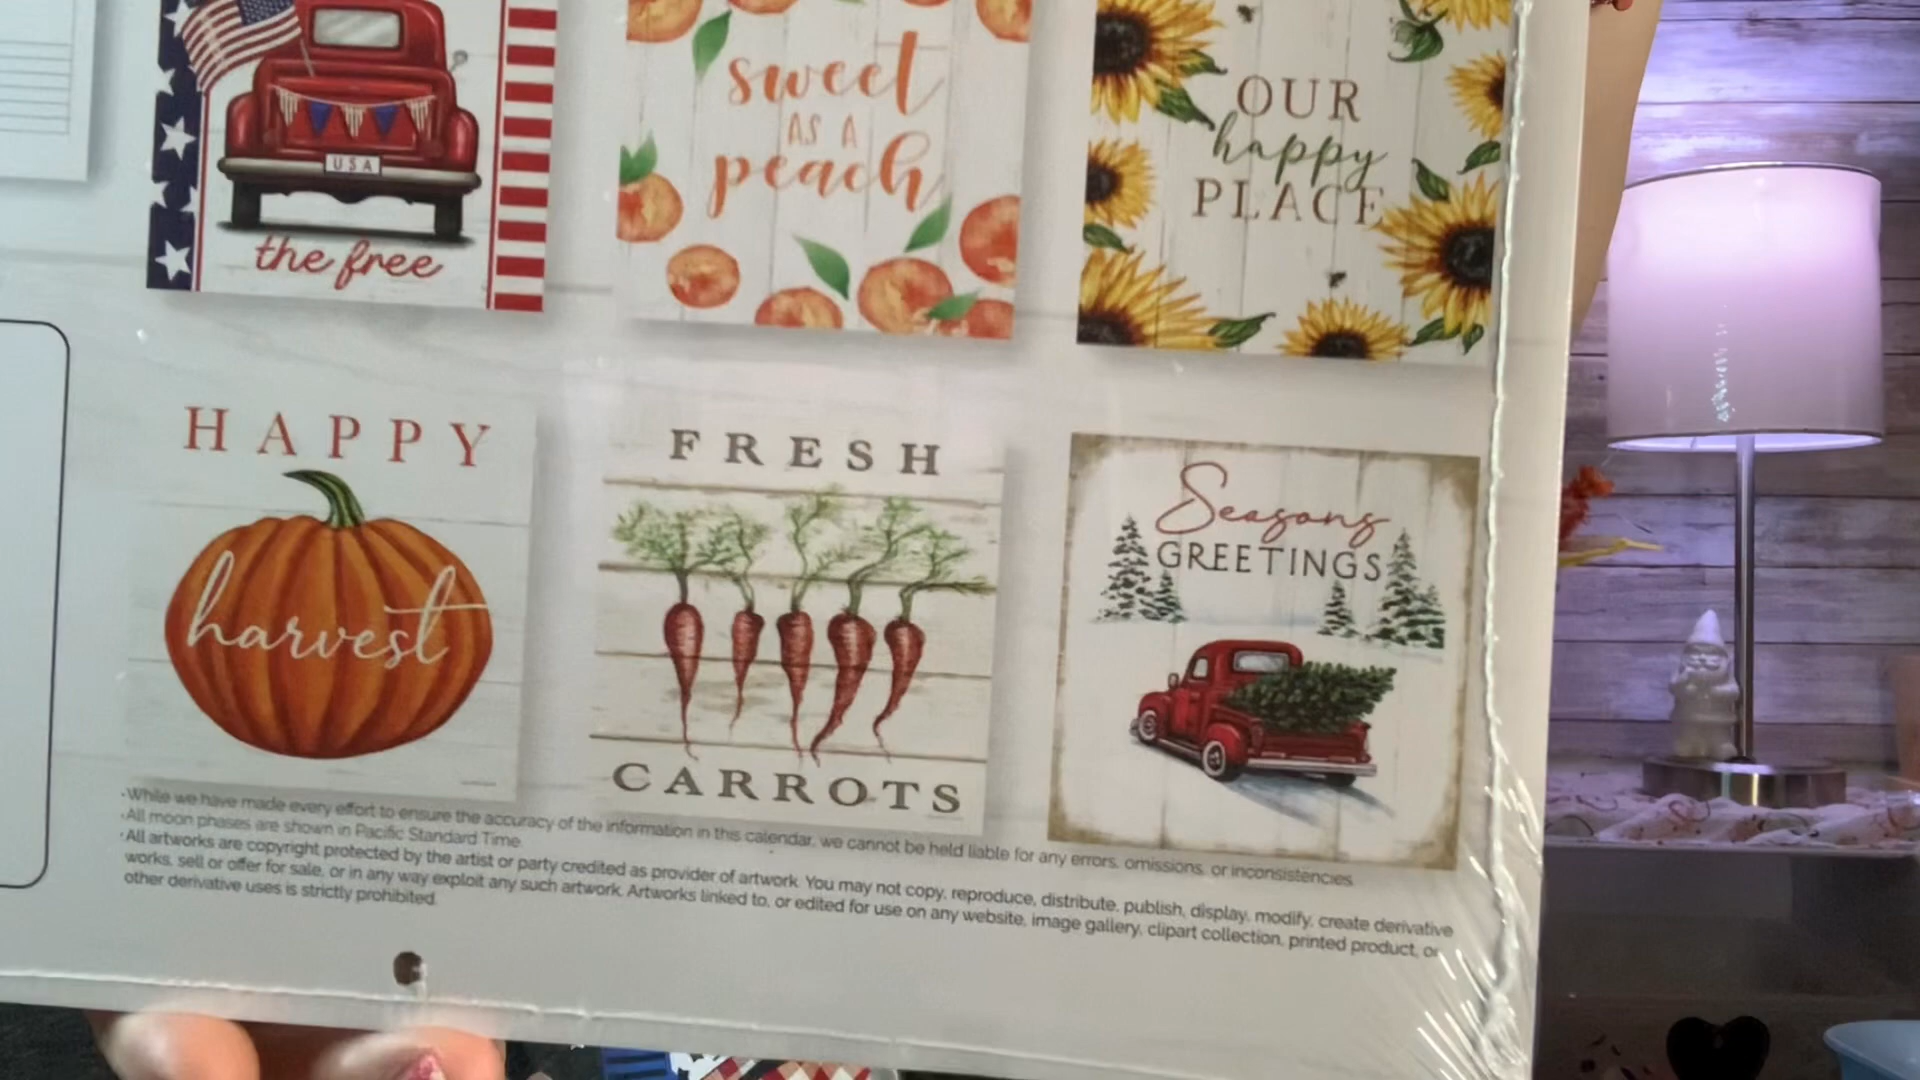 USA
the free
sweet
AS A
peach
OUR
happy
PLACE
HAPPY
harvest
FRESH
CARROTS
Seasons
GREETINGS
•While we have made every effort to ensure the accuracy of the information in this calendar, we cannot be held liable for any errors, omissions, or inconsistencies.
•All moon phases are shown in Pacific Standard Time.
•All artworks are copyright protected by the artist or party credited as provider of artwork. You may not copy, reproduce, distribute, publish, display, modify, create derivative
works, sell or offer for sale, or in any way exploit any such artwork. Artworks linked to, or edited for use on any website, image gallery, clipart collection, printed product, or
other derivative uses is strictly prohibited.